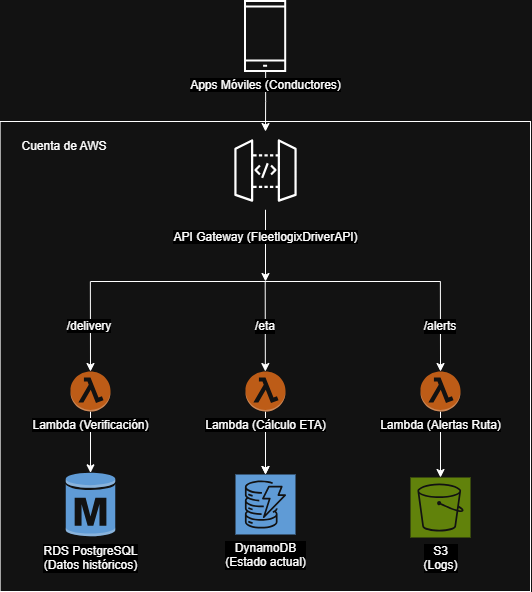 Apps Móviles (Conductores)
Cuenta de AWS
</>
API Gateway (FleetlogixDriverAPI)
/delivery
/eta
/alerts
λ
λ
λ
Lambda (Verificación)
Lambda (Cálculo ETA)
Lambda (Alertas Ruta)
M
RDS PostgreSQL
(Datos históricos)
DynamoDB
(Estado actual)
S3
(Logs)